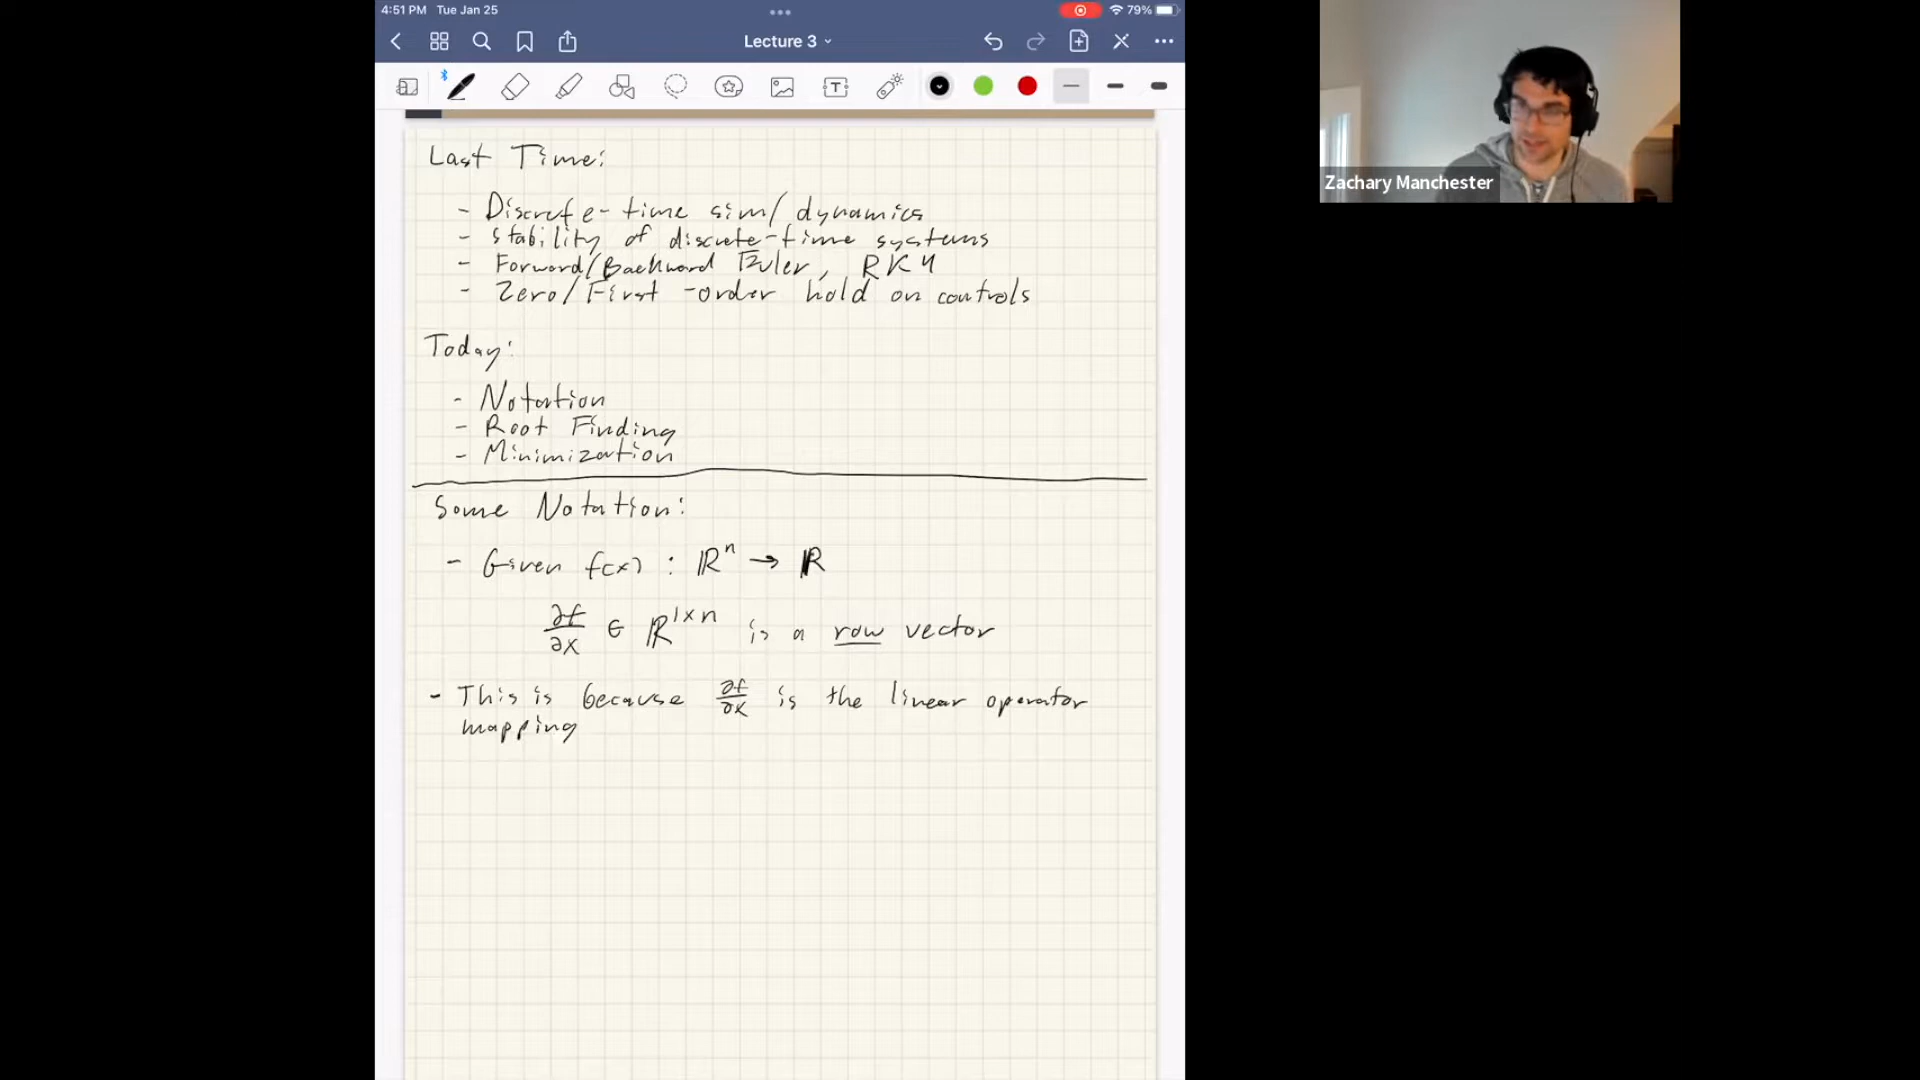 4:51 PM Tue Jan 25
79%
Lecture 3
T
Last Time:
- Discrete-time sim/dynamics
- Stability of discrete-time systems
- Forward/Backward Euler, RK4
- Zero/First-order hold on controls
Today:
- Notation
- Root Finding
- Minimization
Some Notation:
- Given f(x) : ℝⁿ → ℝ
∂f/∂x ∈ ℝ^{1×n} is a row vector
- This is because ∂f/∂x is the linear operator
mapping
Zachary Manchester